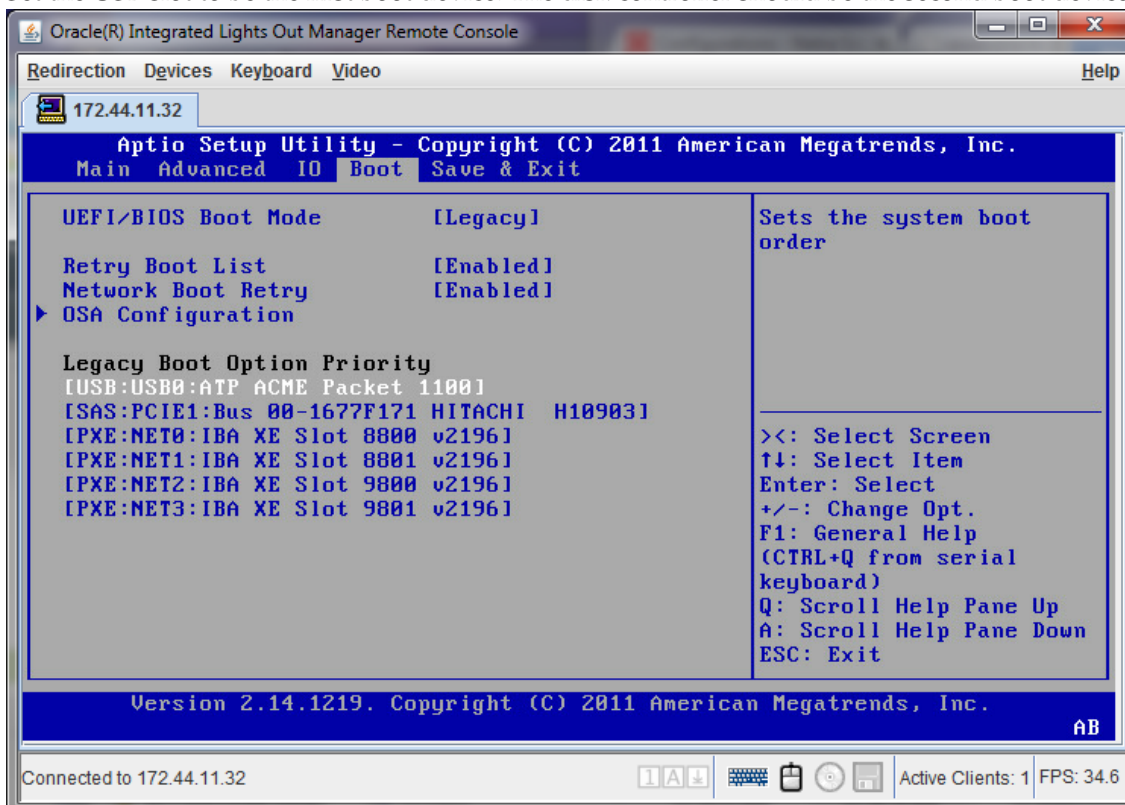 Oracle(R) Integrated Lights Out Manager Remote Console
Redirection Devices Keyboard Video Help
172.44.11.32
Aptio Setup Utility - Copyright (C) 2011 American Megatrends, Inc.
Main Advanced IO Boot Save & Exit
UEFI/BIOS Boot Mode [Legacy]
Sets the system boot
order
Retry Boot List [Enabled]
Network Boot Retry [Enabled]
OSA Configuration
Legacy Boot Option Priority
[USB:USB0:ATP ACME Packet 1100]
[SAS:PCIE1:Bus 00-1677F171 HITACHI H10903]
[PXE:NET0:IBA XE Slot 8800 v2196]
[PXE:NET1:IBA XE Slot 8801 v2196]
[PXE:NET2:IBA XE Slot 9800 v2196]
[PXE:NET3:IBA XE Slot 9801 v2196]
><: Select Screen
↑↓: Select Item
Enter: Select
+/-: Change Opt.
F1: General Help
(CTRL+Q from serial
keyboard)
Q: Scroll Help Pane Up
A: Scroll Help Pane Down
ESC: Exit
Version 2.14.1219. Copyright (C) 2011 American Megatrends, Inc.
AB
Connected to 172.44.11.32 1 A Active Clients: 1 FPS: 34.6